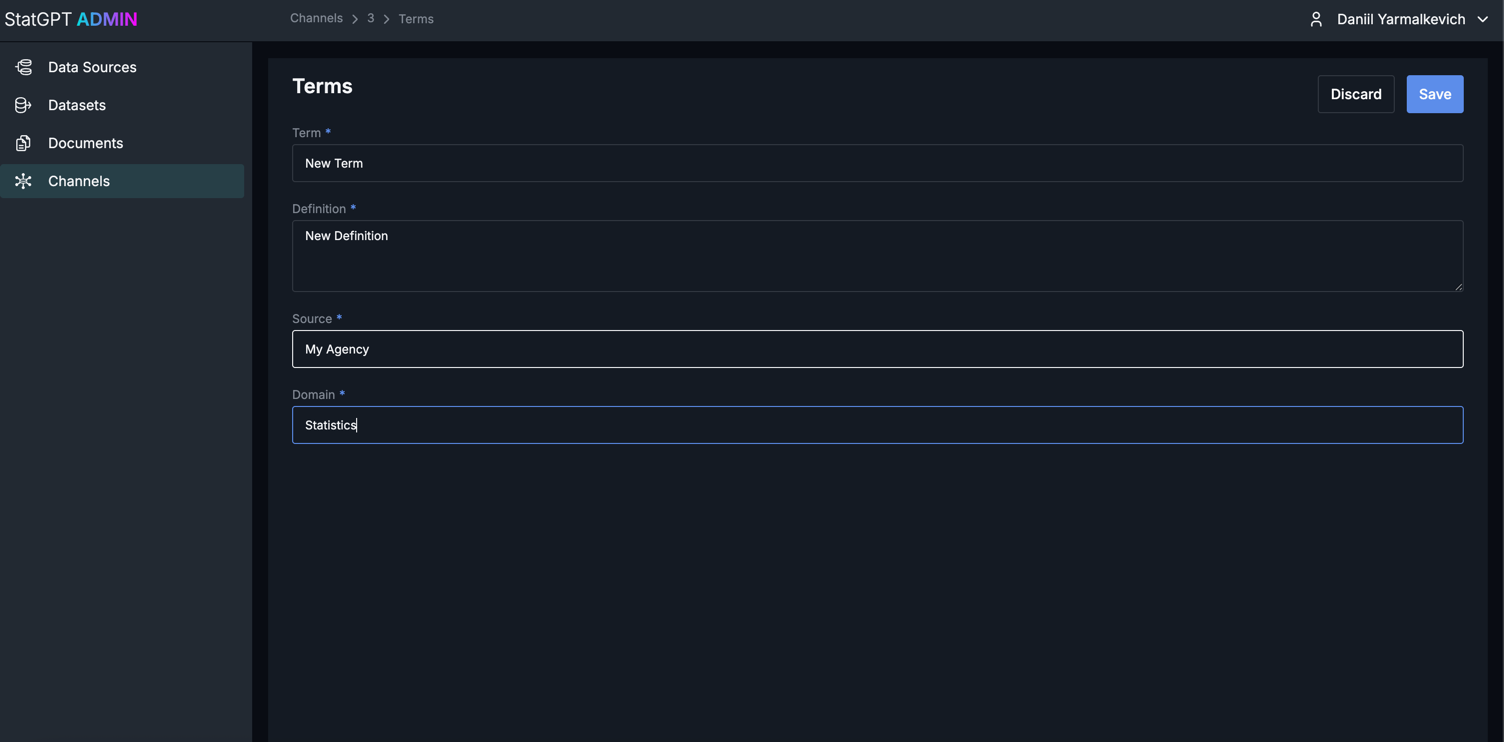 StatGPT ADMIN
Channels > 3 > Terms
Daniil Yarmalkevich
Data Sources
Datasets
Documents
Channels
Terms
Discard
Save
Term *
New Term
Definition *
New Definition
Source *
My Agency
Domain *
Statistics